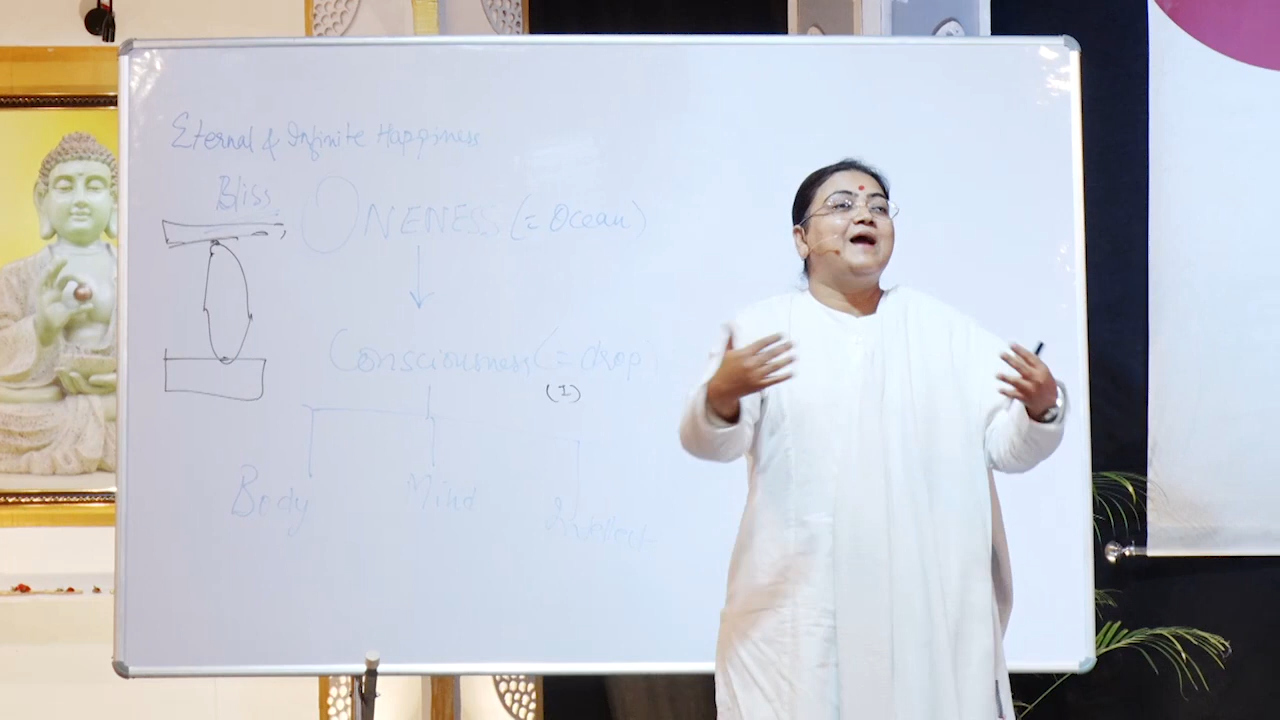 Eternal & Infinite Happiness
Bliss
ONENESS (= Ocean)
Consciousness (= drop
(I)
Body Mind Intellect